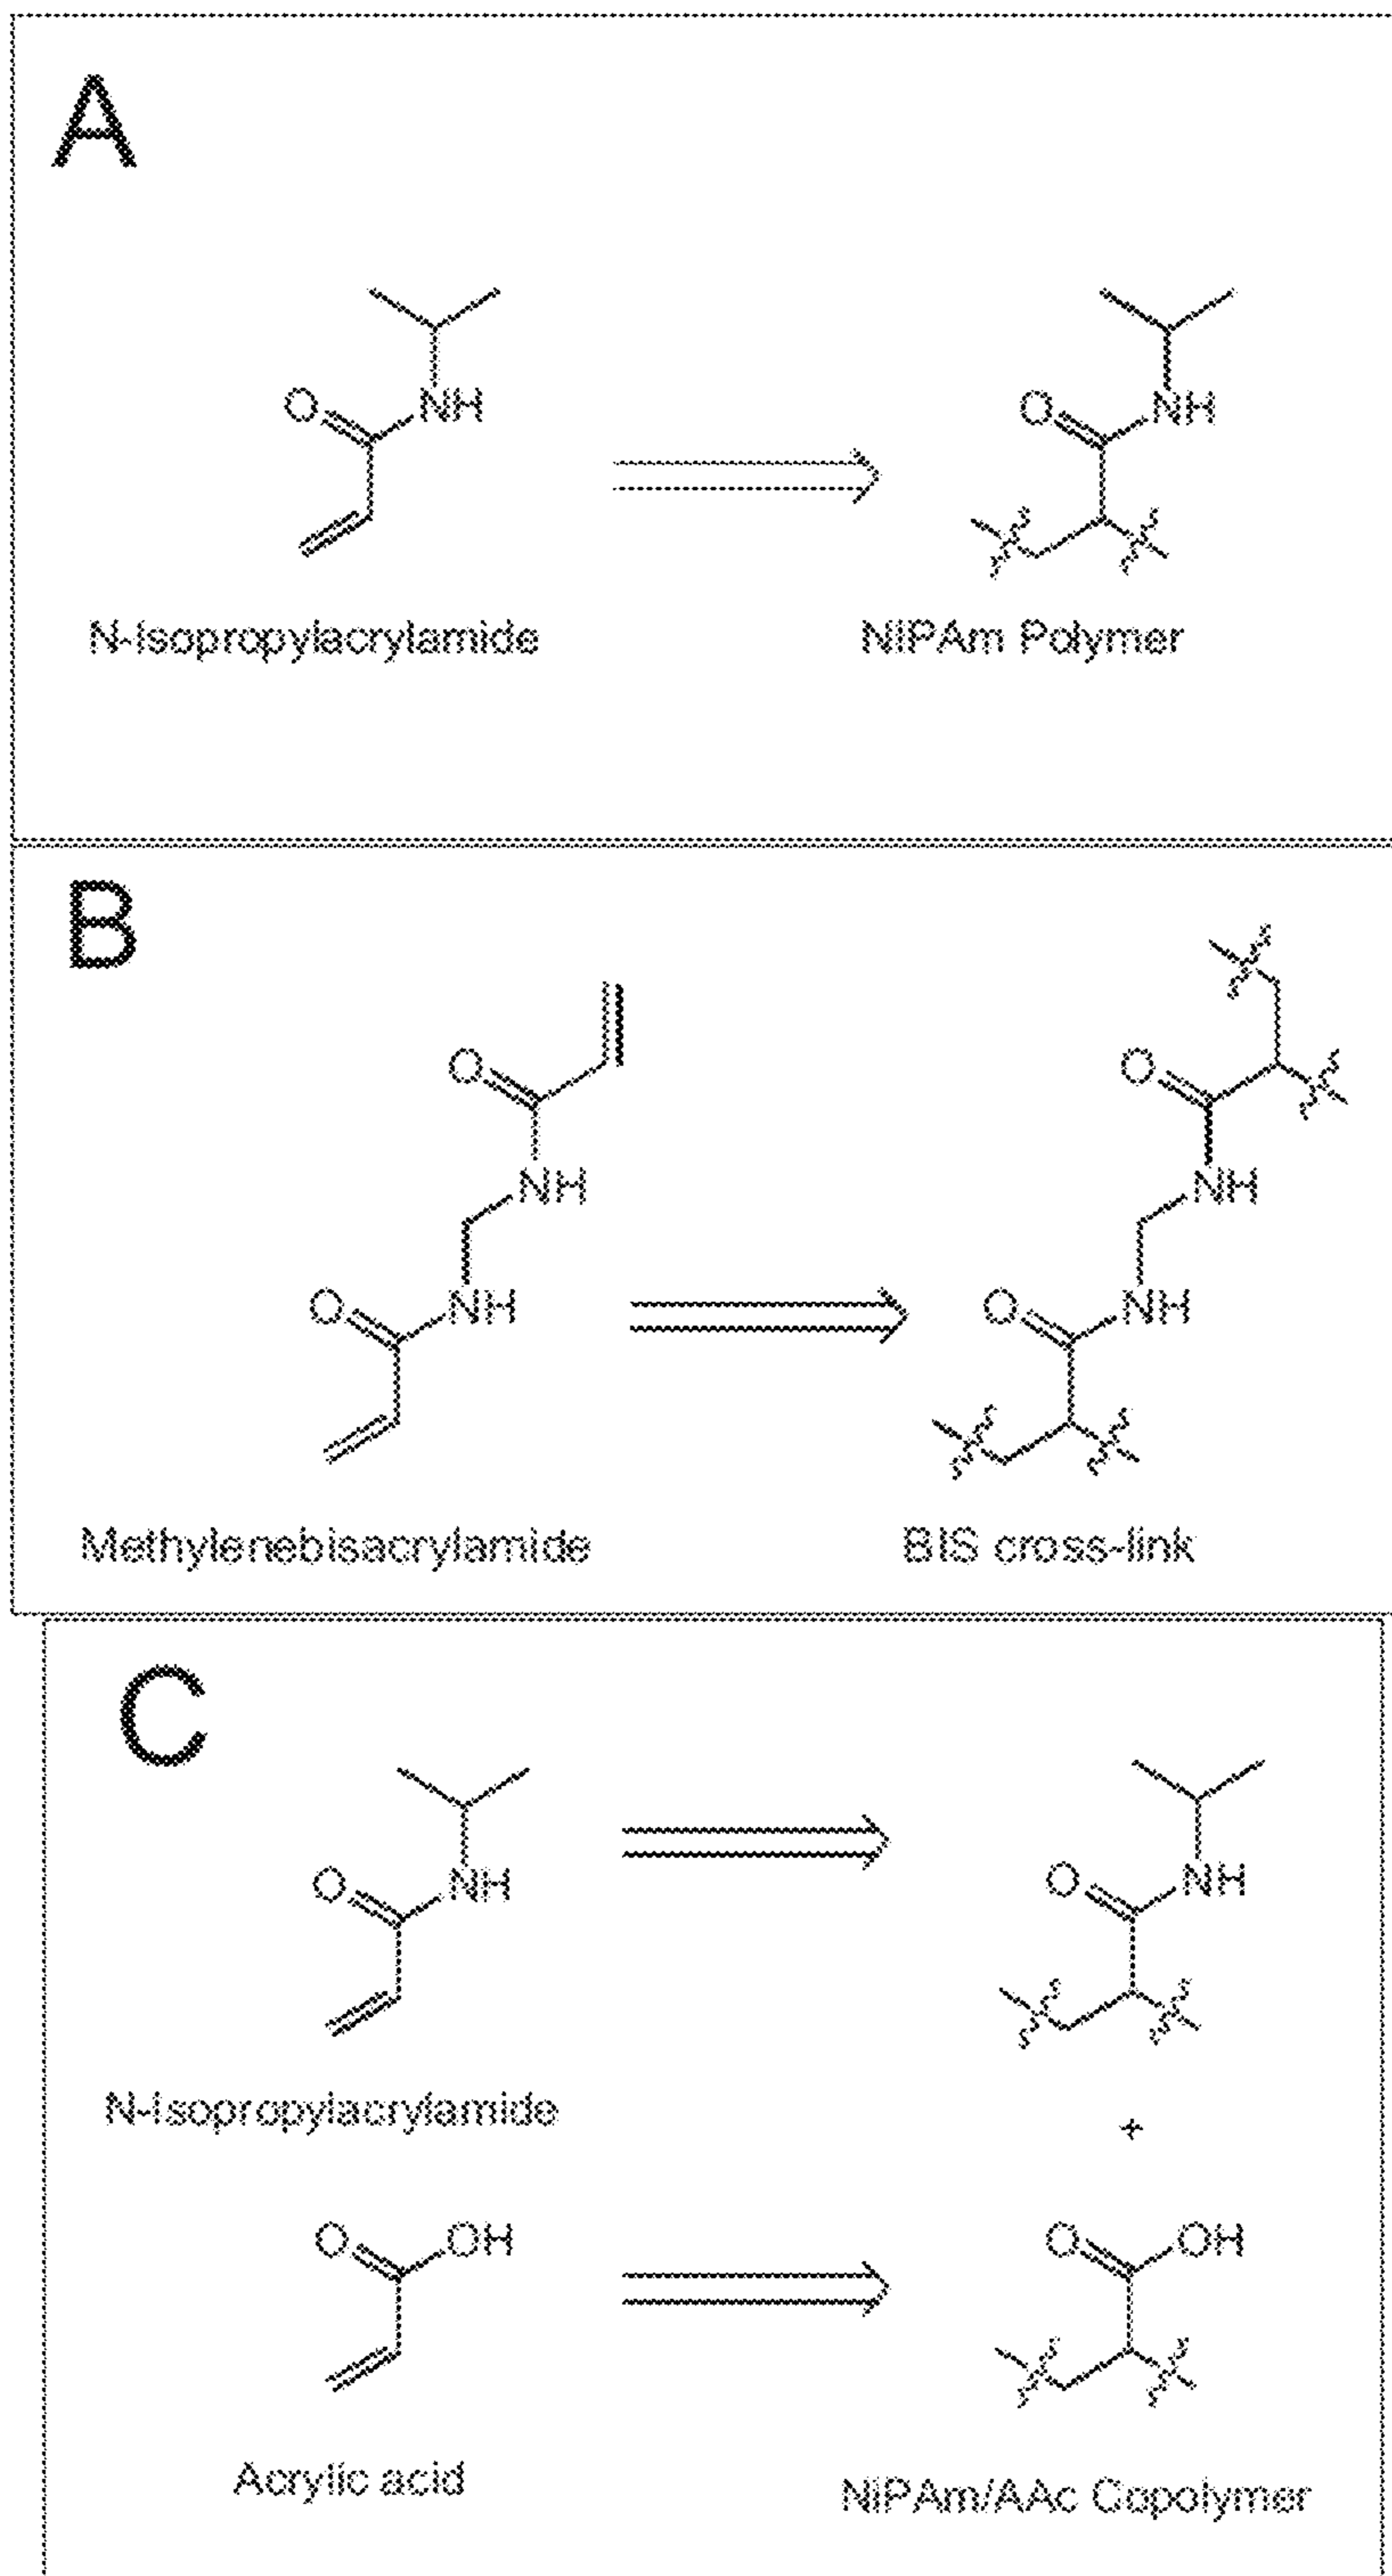 A
O
NH
O
NH
N-Isopropylacrylamide
NIPAm Polymer
B
O
O
NH
NH
O
NH
O
NH
Methylenebisacrylamide
BIS cross-link
C
O
NH
O
NH
N-Isopropylacrylamide
+
O
OH
O
OH
Acrylic acid
NIPAm/AAc Copolymer